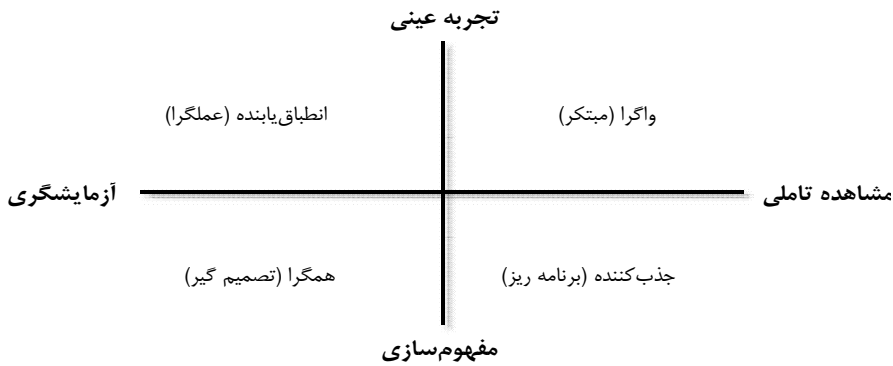 تجربه عینی
واگرا (مبتکر)
انطباق‌یابنده (عملگرا)
مشاهده تاملی
آزمایشگری
جذب‌کننده (برنامه ریز)
همگرا (تصمیم گیر)
مفهوم‌سازی